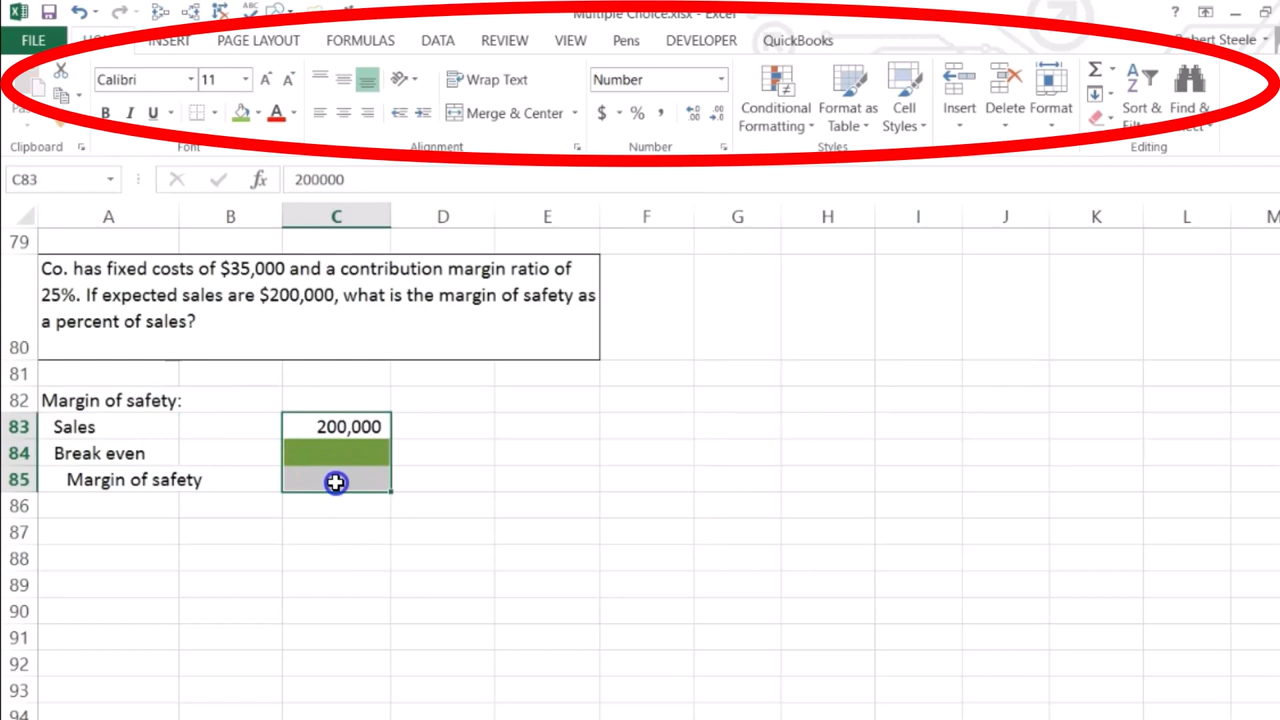 Multiple Choice.xlsx - Excel
FILE INSERT PAGE LAYOUT FORMULAS DATA REVIEW VIEW Pens DEVELOPER QuickBooks Robert Steele
Calibri 11 Wrap Text Number
B I U Merge & Center $ % , Conditional Formatting Format as Table Cell Styles Insert Delete Format Sort & Find &
Clipboard Font Alignment Number Styles Editing
C83 fx 200000
A B C D E F G H I J K L M
79
80 Co. has fixed costs of $35,000 and a contribution margin ratio of
25%. If expected sales are $200,000, what is the margin of safety as
a percent of sales?
81
82 Margin of safety:
83 Sales 200,000
84 Break even
85 Margin of safety
86
87
88
89
90
91
92
93
94